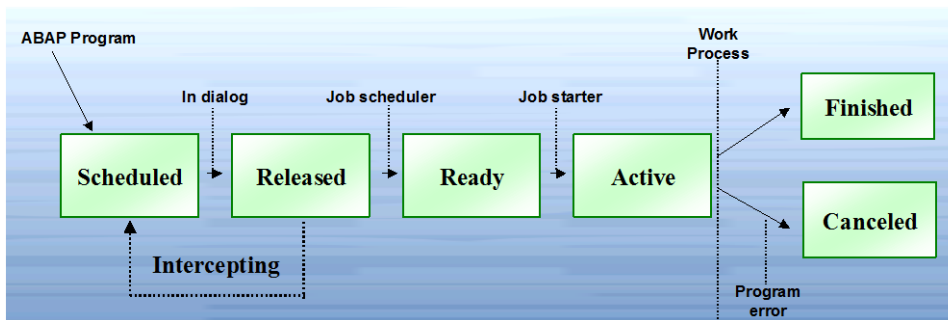 ABAP Program
Work
Process
In dialog
Job scheduler
Job starter
Finished
Scheduled
Released
Ready
Active
Canceled
Intercepting
Program
error